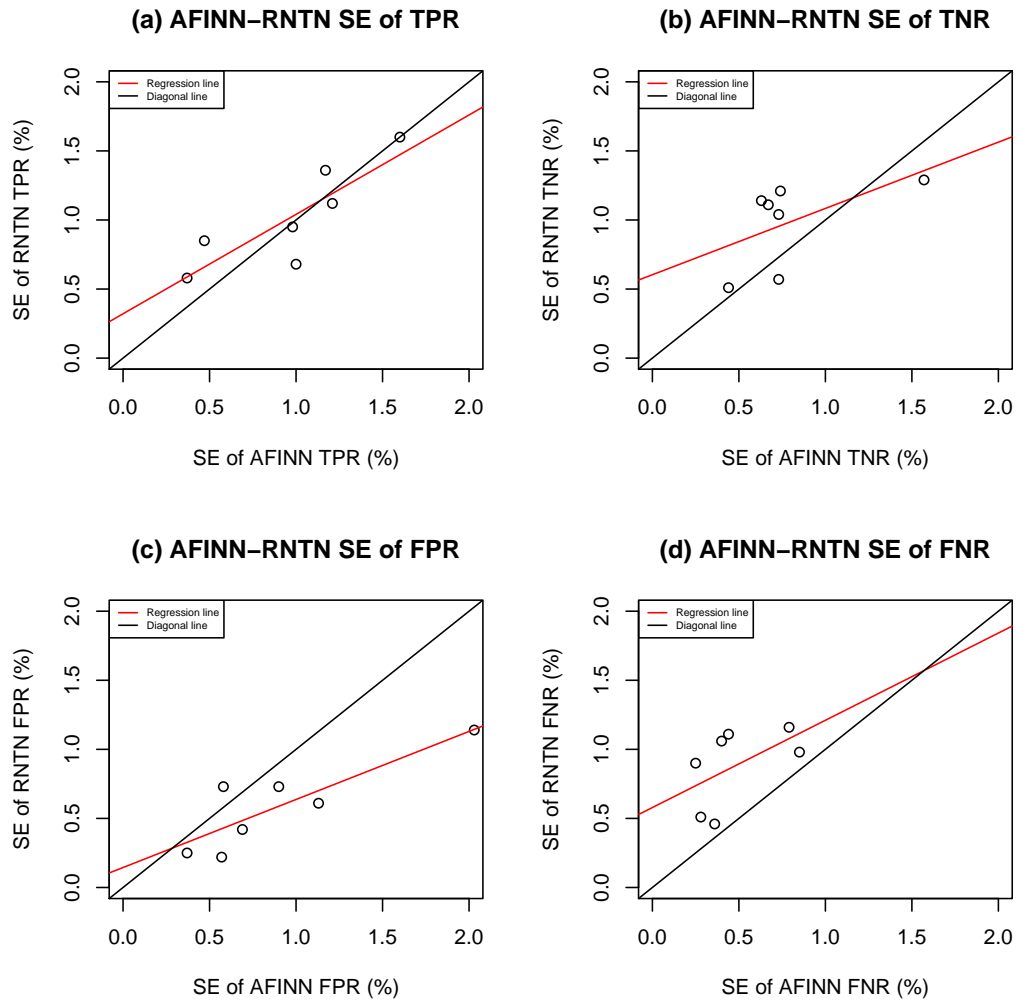 (a) AFINN−RNTN SE of TPR
Regression line
Diagonal line
SE of RNTN TPR (%)
0.0 0.5 1.0 1.5 2.0
0.0 0.5 1.0 1.5 2.0
SE of AFINN TPR (%)
(b) AFINN−RNTN SE of TNR
Regression line
Diagonal line
SE of RNTN TNR (%)
0.0 0.5 1.0 1.5 2.0
0.0 0.5 1.0 1.5 2.0
SE of AFINN TNR (%)
(c) AFINN−RNTN SE of FPR
Regression line
Diagonal line
SE of RNTN FPR (%)
0.0 0.5 1.0 1.5 2.0
0.0 0.5 1.0 1.5 2.0
SE of AFINN FPR (%)
(d) AFINN−RNTN SE of FNR
Regression line
Diagonal line
SE of RNTN FNR (%)
0.0 0.5 1.0 1.5 2.0
0.0 0.5 1.0 1.5 2.0
SE of AFINN FNR (%)